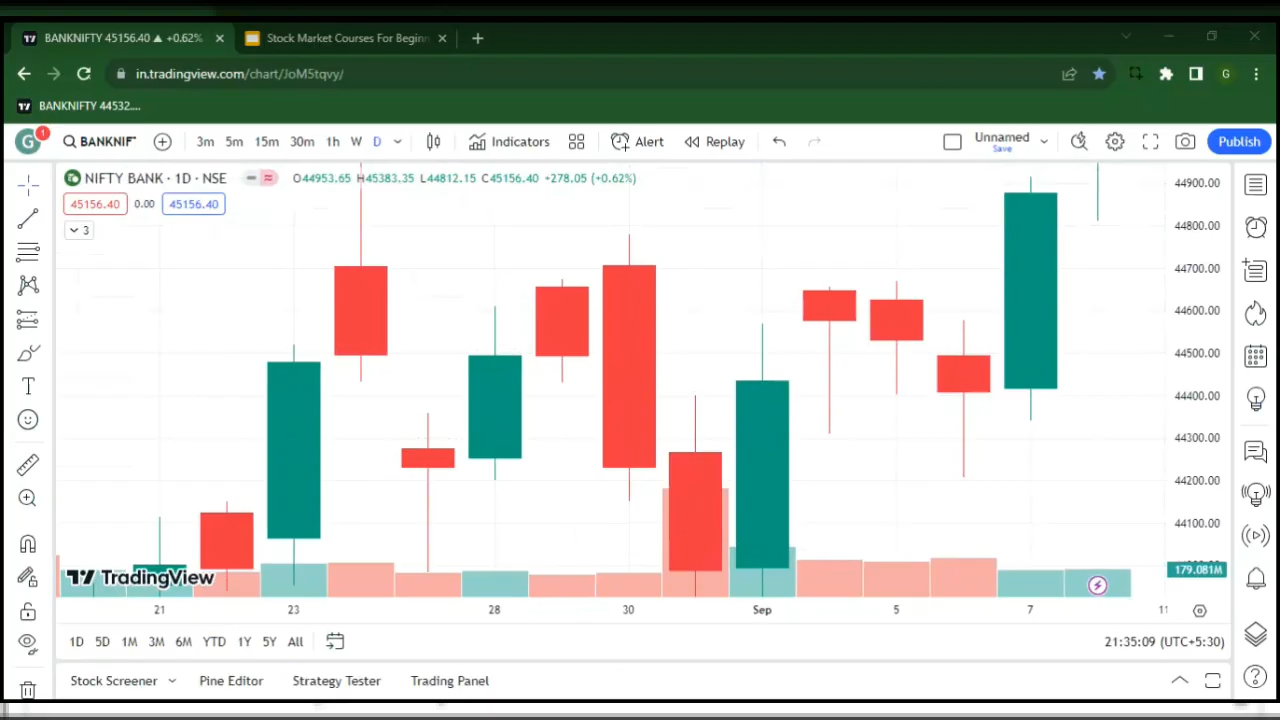 BANKNIFTY 45156.40 ▲ +0.62%
Stock Market Courses For Beginn
in.tradingview.com/chart/JoM5tqvy/
G
BANKNIFTY 44532....
G 1
BANKNIF
3m 5m 15m 30m 1h W D
Indicators
Alert
Replay
Unnamed
Save
Publish
NIFTY BANK · 1D · NSE
O44953.65 H45383.35 L44812.15 C45156.40 +278.05 (+0.62%)
45156.40 0.00 45156.40
3
44900.00
44800.00
44700.00
44600.00
44500.00
44400.00
44300.00
44200.00
44100.00
179.081M
TradingView
21 23 28 30 Sep 5 7 11
1D 5D 1M 3M 6M YTD 1Y 5Y All
21:35:09 (UTC+5:30)
Stock Screener Pine Editor Strategy Tester Trading Panel